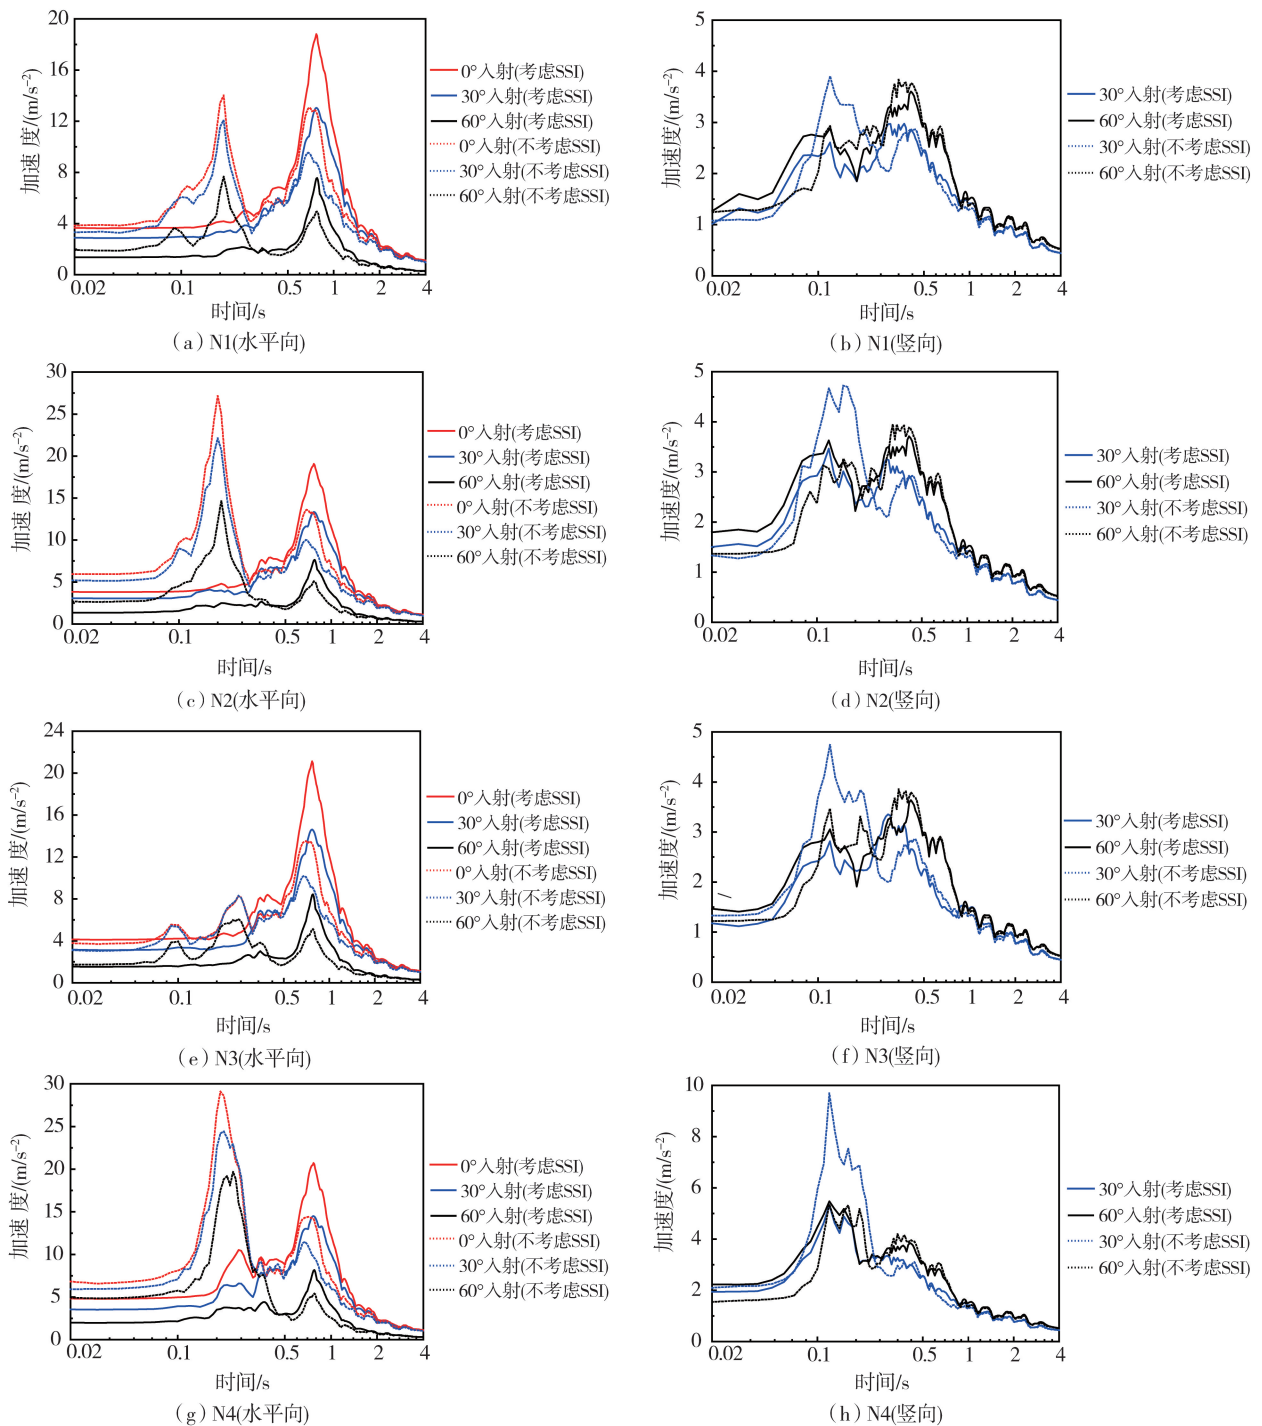 20
16
12
8
4
0
加速 度/(m/s⁻²)
0.02 0.1 0.5 1 2 4
时间/s
0°入射(考虑SSI)
30°入射(考虑SSI)
60°入射(考虑SSI)
0°入射(不考虑SSI)
30°入射(不考虑SSI)
60°入射(不考虑SSI)
(a) N1(水平向)
5
4
3
2
1
0
加速度/(m/s⁻²)
0.02 0.1 0.5 1 2 4
时间/s
30°入射(考虑SSI)
60°入射(考虑SSI)
30°入射(不考虑SSI)
60°入射(不考虑SSI)
(b) N1(竖向)
30
25
20
15
10
5
0
加速 度/(m/s⁻²)
0.02 0.1 0.5 1 2 4
时间/s
0°入射(考虑SSI)
30°入射(考虑SSI)
60°入射(考虑SSI)
0°入射(不考虑SSI)
30°入射(不考虑SSI)
60°入射(不考虑SSI)
(c) N2(水平向)
5
4
3
2
1
0
加速度/(m/s⁻²)
0.02 0.1 0.5 1 2 4
时间/s
30°入射(考虑SSI)
60°入射(考虑SSI)
30°入射(不考虑SSI)
60°入射(不考虑SSI)
(d) N2(竖向)
24
20
16
12
8
4
0
加速 度/(m/s⁻²)
0.02 0.1 0.5 1 2 4
时间/s
0°入射(考虑SSI)
30°入射(考虑SSI)
60°入射(考虑SSI)
0°入射(不考虑SSI)
30°入射(不考虑SSI)
60°入射(不考虑SSI)
(e) N3(水平向)
5
4
3
2
1
0
加速度/(m/s⁻²)
0.02 0.1 0.5 1 2 4
时间/s
30°入射(考虑SSI)
60°入射(考虑SSI)
30°入射(不考虑SSI)
60°入射(不考虑SSI)
(f) N3(竖向)
30
25
20
15
10
5
0
加速 度/(m/s⁻²)
0.02 0.1 0.5 1 2 4
时间/s
0°入射(考虑SSI)
30°入射(考虑SSI)
60°入射(考虑SSI)
0°入射(不考虑SSI)
30°入射(不考虑SSI)
60°入射(不考虑SSI)
(g) N4(水平向)
10
8
6
4
2
0
加速度/(m/s⁻²)
0.02 0.1 0.5 1 2 4
时间/s
30°入射(考虑SSI)
60°入射(考虑SSI)
30°入射(不考虑SSI)
60°入射(不考虑SSI)
(h) N4(竖向)